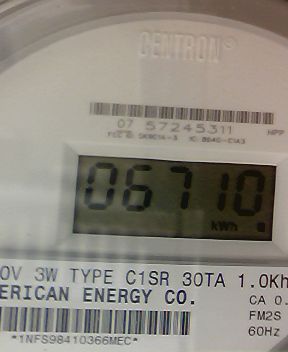 CENTRON®
07 57245311
HPP
06710
kWh
0V 3W TYPE C1SR 30TA 1.0Kh
ERICAN ENERGY CO.
CA 0.
FM2S
60Hz
*1NFS98410366MEC*